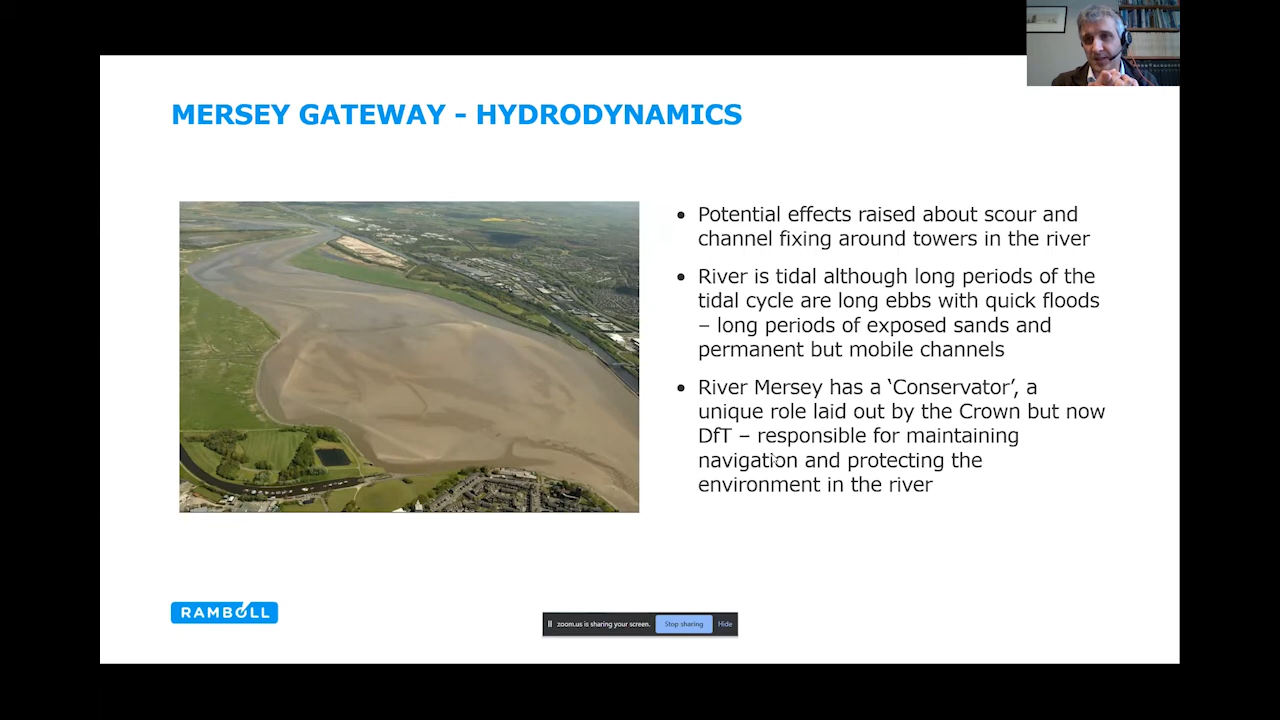 MERSEY GATEWAY - HYDRODYNAMICS
• Potential effects raised about scour and
channel fixing around towers in the river
• River is tidal although long periods of the
tidal cycle are long ebbs with quick floods
– long periods of exposed sands and
permanent but mobile channels
• River Mersey has a ‘Conservator’, a
unique role laid out by the Crown but now
DfT – responsible for maintaining
navigation and protecting the
environment in the river
RAMBOLL
zoom.us is sharing your screen. Stop sharing Hide